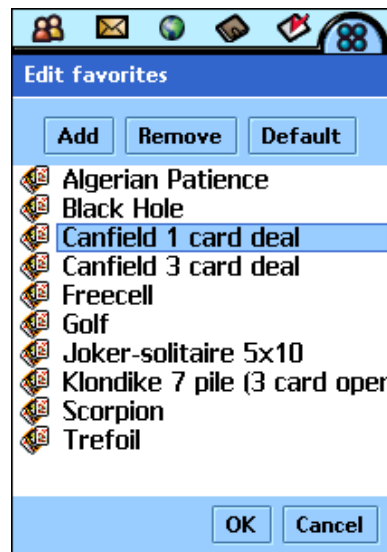 Edit favorites
Add Remove Default
Algerian Patience
Black Hole
Canfield 1 card deal
Canfield 3 card deal
Freecell
Golf
Joker-solitaire 5x10
Klondike 7 pile (3 card oper
Scorpion
Trefoil
OK Cancel